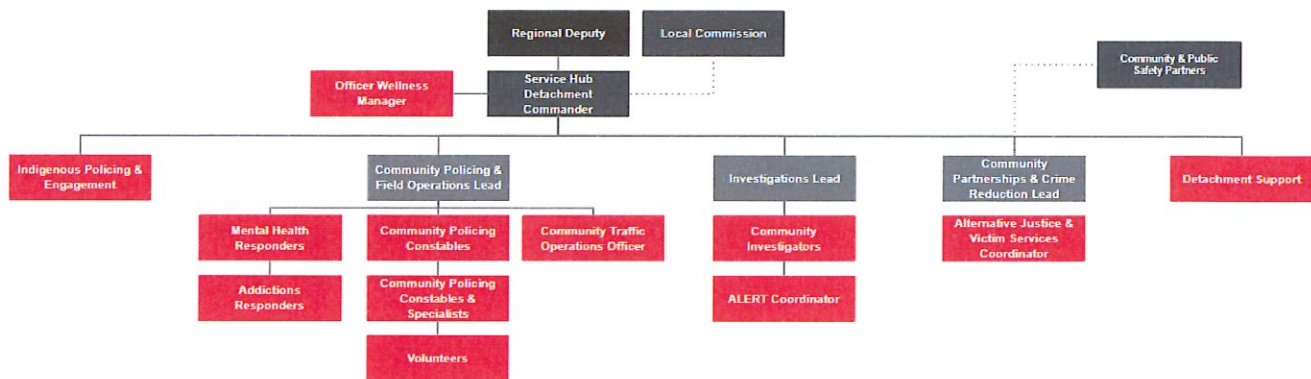 Regional Deputy
Local Commission
Community & Public
Safety Partners
Officer Wellness
Manager
Service Hub
Detachment
Commander
Indigenous Policing &
Engagement
Community Policing &
Field Operations Lead
Investigations Lead
Community
Partnerships & Crime
Reduction Lead
Detachment Support
Mental Health
Responders
Community Policing
Constables
Community Traffic
Operations Officer
Community
Investigators
Alternative Justice &
Victim Services
Coordinator
Addictions
Responders
Community Policing
Constables &
Specialists
ALERT Coordinator
Volunteers